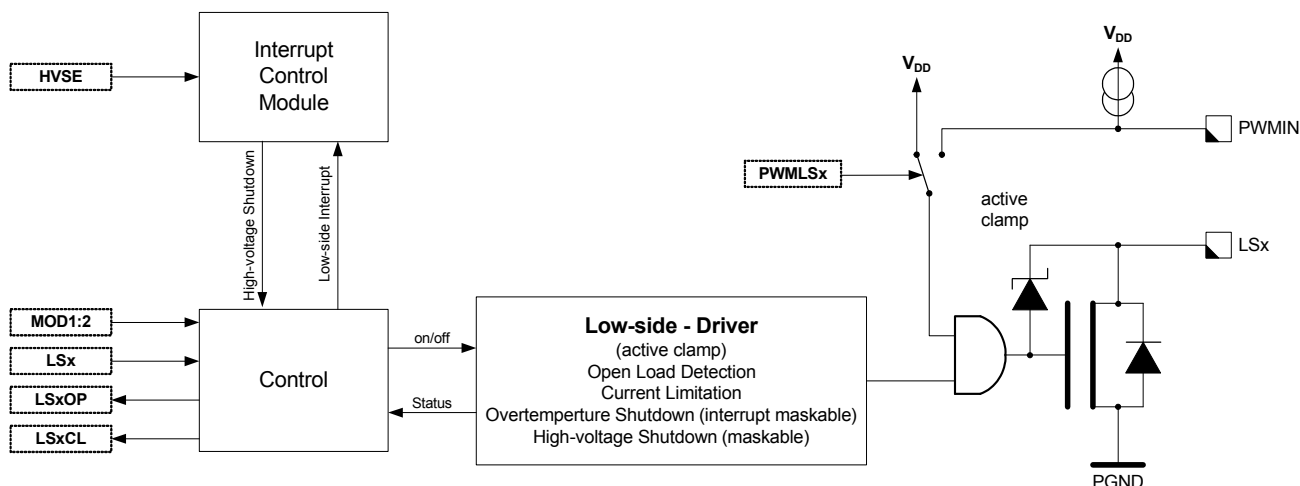 Interrupt
Control
Module
HVSE
High-voltage Shutdown
Low-side Interrupt
VDD
VDD
PWMIN
PWMLSx
active
clamp
LSx
MOD1:2
LSx
LSxOP
LSxCL
Control
on/off
Status
Low-side - Driver
(active clamp)
Open Load Detection
Current Limitation
Overtemperture Shutdown (interrupt maskable)
High-voltage Shutdown (maskable)
PGND